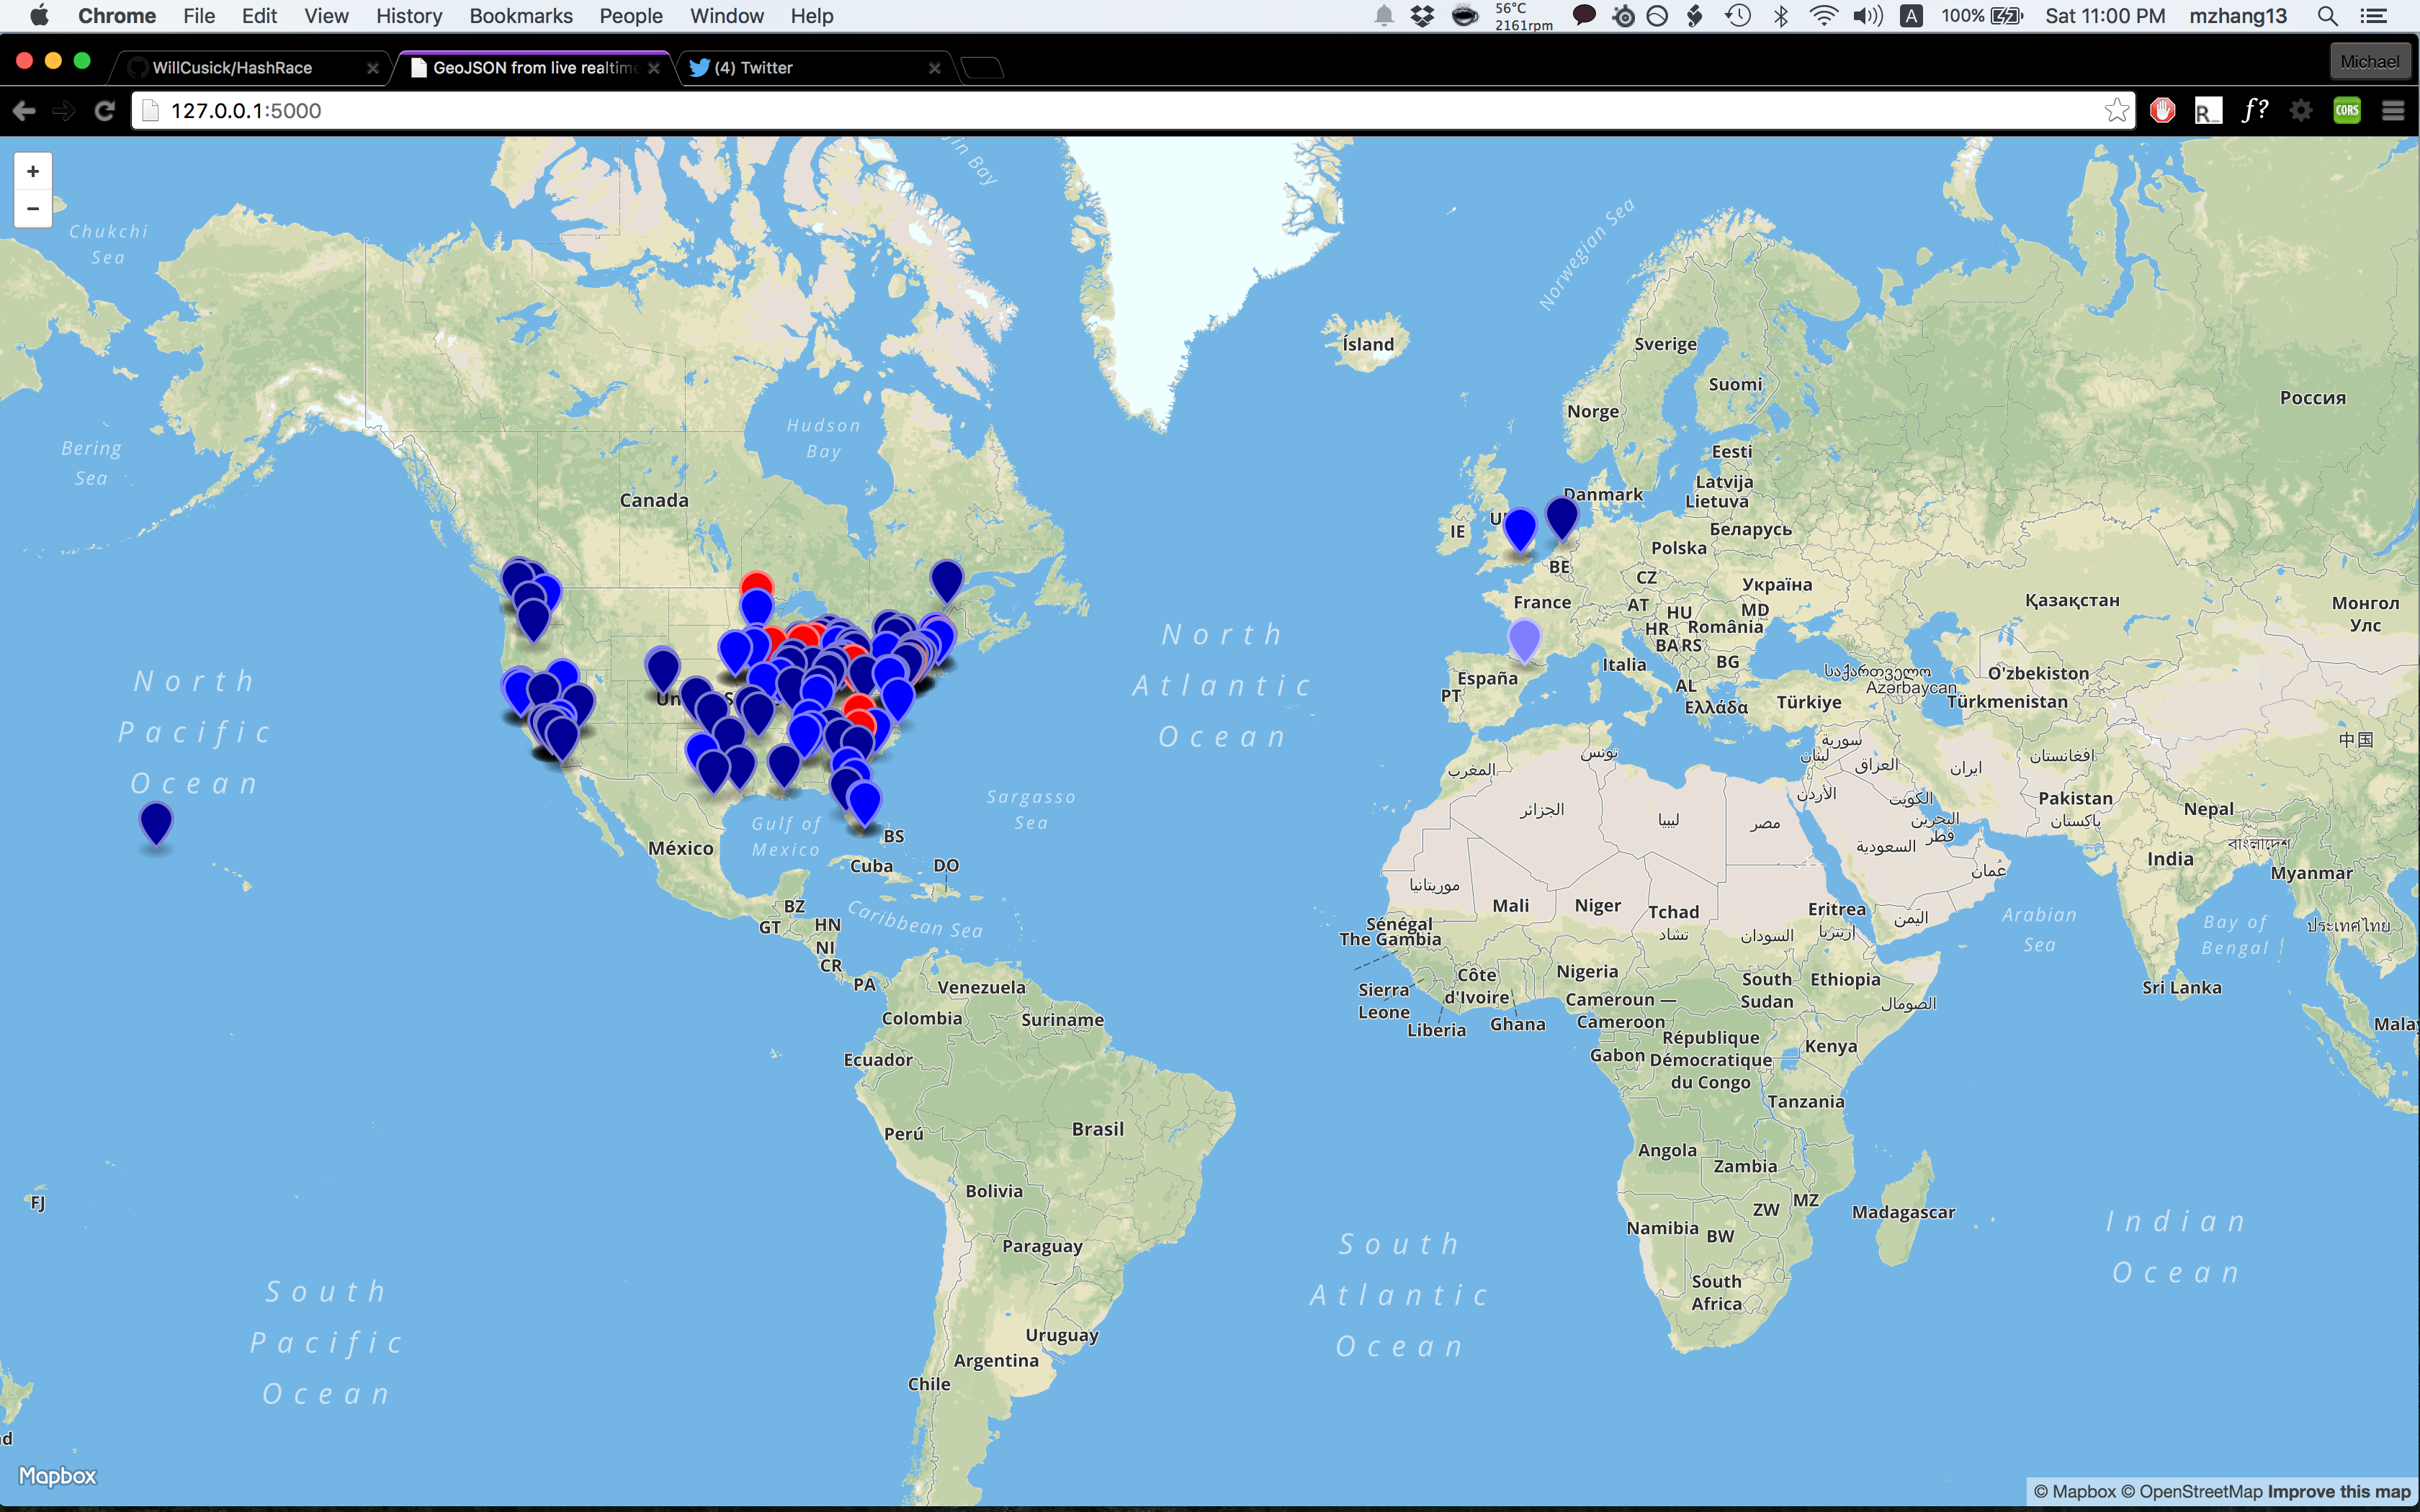 Chrome File Edit View History Bookmarks People Window Help
56°C
2161rpm
A 100% Sat 11:00 PM mzhang13
WillCusick/HashRace
GeoJSON from live realtime
(4) Twitter
Michael
127.0.0.1:5000
R_
f?
CORS
+
−
Chukchi
Sea
Bering
Sea
Hudson
Bay
Canada
in Bay
Norwegian Sea
Ísland
Sverige
Suomi
Norge
Россия
Eesti
Latvija
Lietuva
Danmark
Беларусь
IE
Polska
BE
CZ
Україна
France
AT
HU
MD
HR
România
BA
RS
BG
Italia
España
PT
AL
Ελλάδα
Türkiye
Қазақстан
Монгол
Улс
საქართველო
Azərbaycan
O'zbekiston
Türkmenistan
中国
North
Pacific
Ocean
North
Atlantic
Ocean
Sargasso
Sea
Gulf of
Mexico
México
BS
Cuba
DO
BZ
GT
HN
NI
CR
PA
Caribbean Sea
تونس
المغرب
الجزائر
ليبيا
مصر
سورية
لبنان
العراق
الأردن
ایران
افغانستان
الكويت
البحرين
قطر
السعودية
عُمان
اليمن
Pakistan
پاکستان
Nepal
বাংলাদেশ
India
Myanmar
ประเทศไทย
Arabian
Sea
Bay of
Bengal
Sri Lanka
موريتانيا
Mali
Niger
Tchad
تشاد
السودان
Eritrea
إرتريا
Sénégal
The Gambia
Sierra
Leone
Liberia
Côte
d'Ivoire
Ghana
Nigeria
Cameroun —
Cameroon
South
Sudan
Ethiopia
الصومال
Gabon
République
Démocratique
du Congo
Kenya
Tanzania
Angola
Zambia
ZW
MZ
Madagascar
Namibia
BW
South
Africa
Venezuela
Colombia
Suriname
Ecuador
Perú
Brasil
Bolivia
Paraguay
Uruguay
Argentina
Chile
FJ
South
Pacific
Ocean
South
Atlantic
Ocean
Indian
Ocean
Mapbox
© Mapbox © OpenStreetMap Improve this map